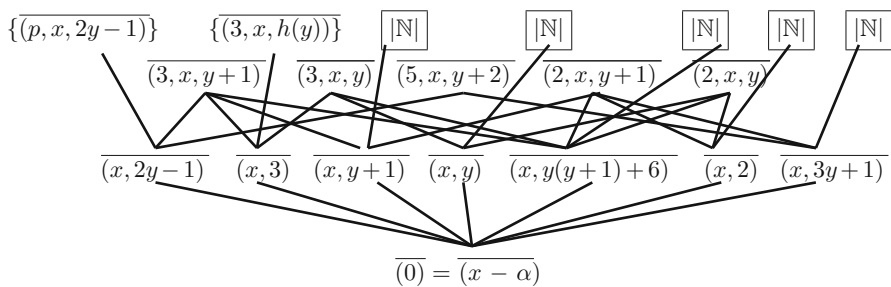 {(p, x, 2y−1)} {(3, x, h(y))} |ℕ| |ℕ| |ℕ| |ℕ| |ℕ|
(3, x, y+1) (3, x, y) (5, x, y+2) (2, x, y+1) (2, x, y)
(x, 2y−1) (x, 3) (x, y+1) (x, y) (x, y(y+1)+6) (x, 2) (x, 3y+1)
(0) = (x − α)